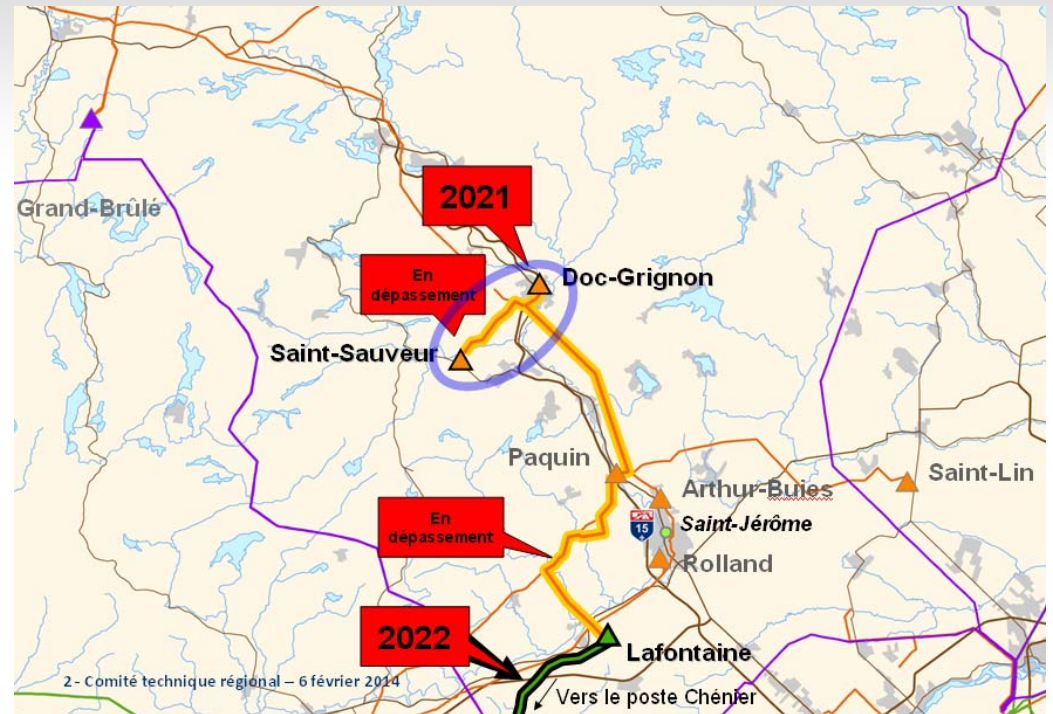 Grand-Brûlé
2021
En
dépassement
Doc-Grignon
Saint-Sauveur
Paquin
Saint-Lin
Arthur-Buies
En
dépassement
15
Saint-Jérôme
Rolland
2022
Lafontaine
2 - Comité technique régional – 6 février 2014
Vers le poste Chénier